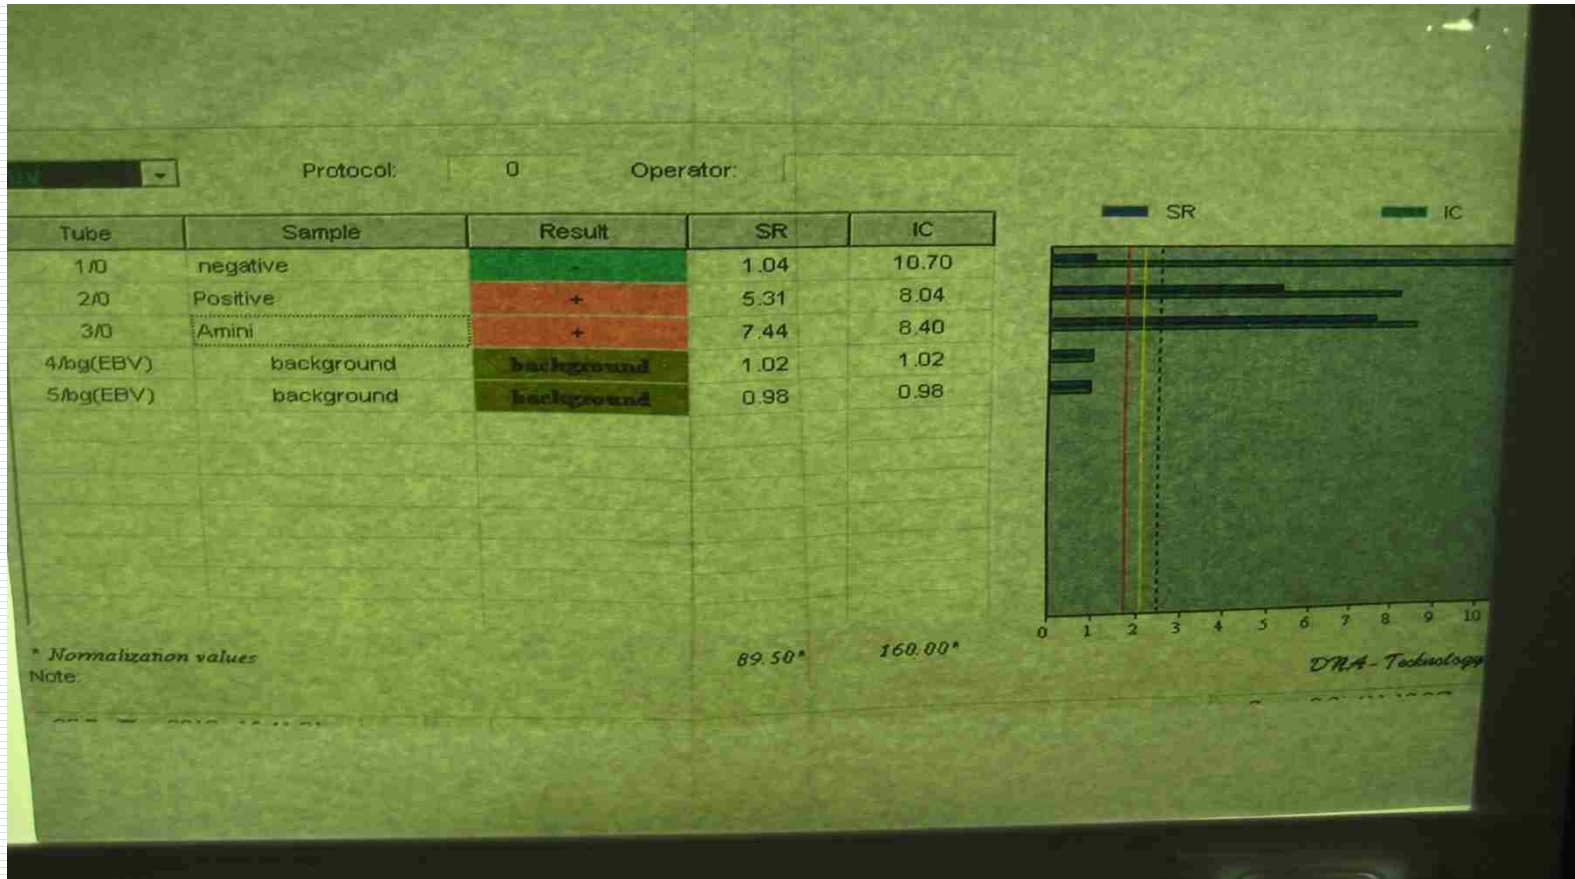 Protocol: 0 Operator:
SR IC
Tube Sample Result SR IC
1/0 negative - 1.04 10.70
2/0 Positive + 5.31 8.04
3/0 Amini + 7.44 8.40
4/bg(EBV) background background 1.02 1.02
5/bg(EBV) background background 0.98 0.98
0 1 2 3 4 5 6 7 8 9 10
* Normalization values 89.50* 160.00*
DNA-Technology
Note: